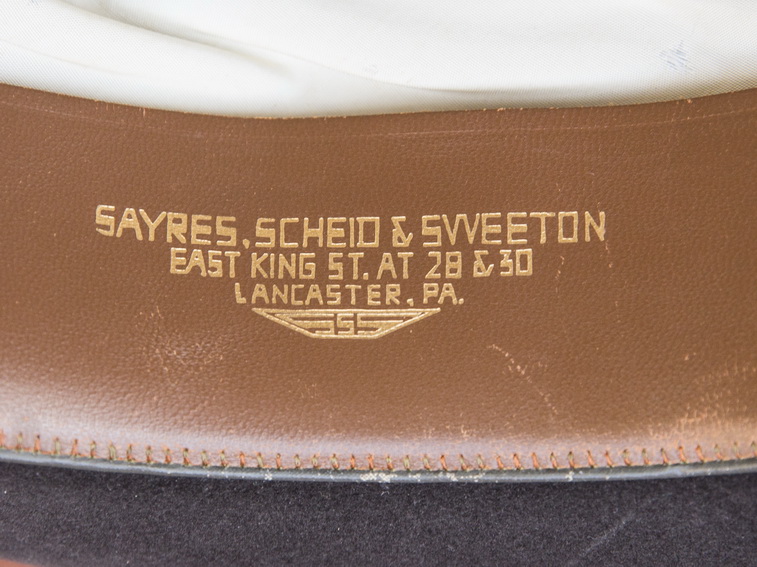 SAYRES, SCHEID & SWEETON
EAST KING ST. AT 28 & 30
LANCASTER, PA.
SSS